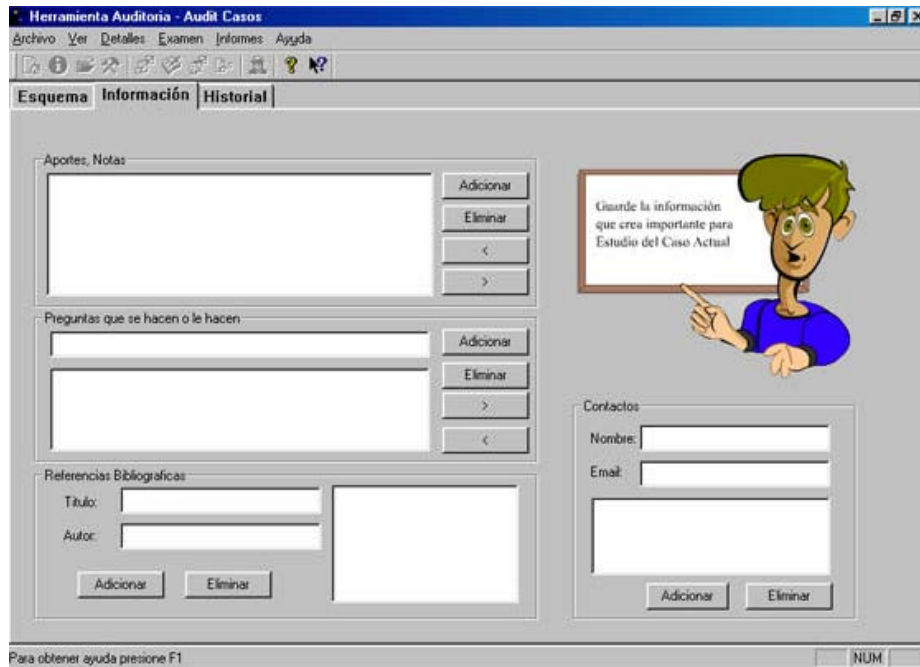 Herramienta Auditoria - Audit Casos
Archivo Ver Detalles Examen Informes Ayuda
Esquema Información Historial
Aportes, Notas
Adicionar
Eliminar
<
>
Guarde la información
que crea importante para
Estudio del Caso Actual
Preguntas que se hacen o le hacen
Adicionar
Eliminar
>
<
Contactos
Nombre:
Email:
Adicionar Eliminar
Referencias Bibliograficas
Titulo:
Autor:
Adicionar Eliminar
Para obtener ayuda presione F1 NUM